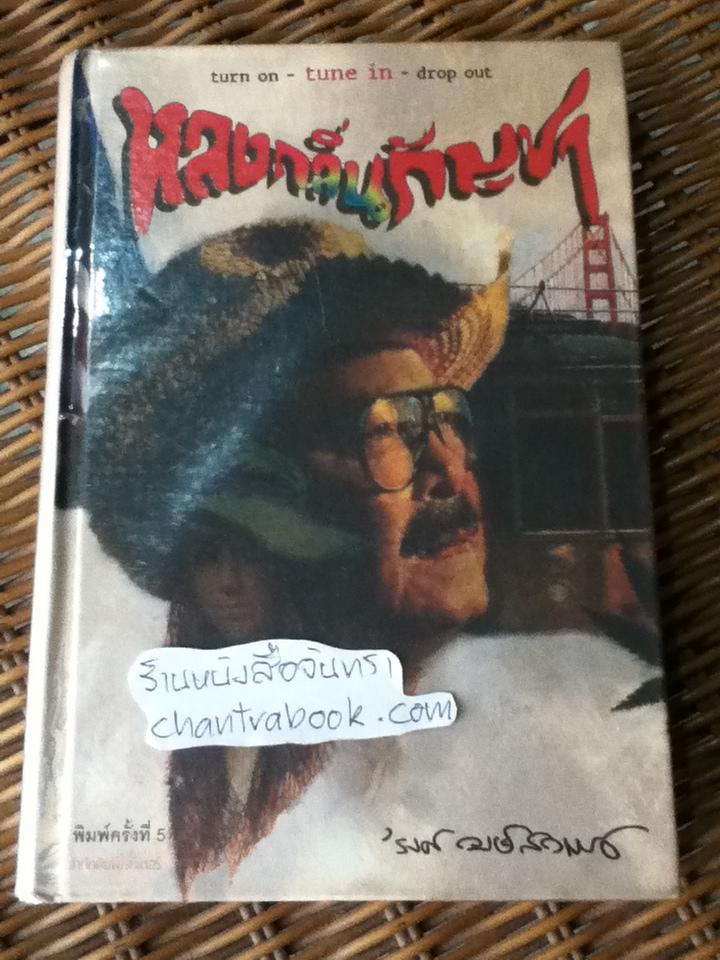 turn on - tune in - drop out
หลงกลิ่นกัญชา
ร้านหนังสือจันทรา
chantrabook.com
พิมพ์ครั้งที่ 5
'รงค์ วงษ์สวรรค์